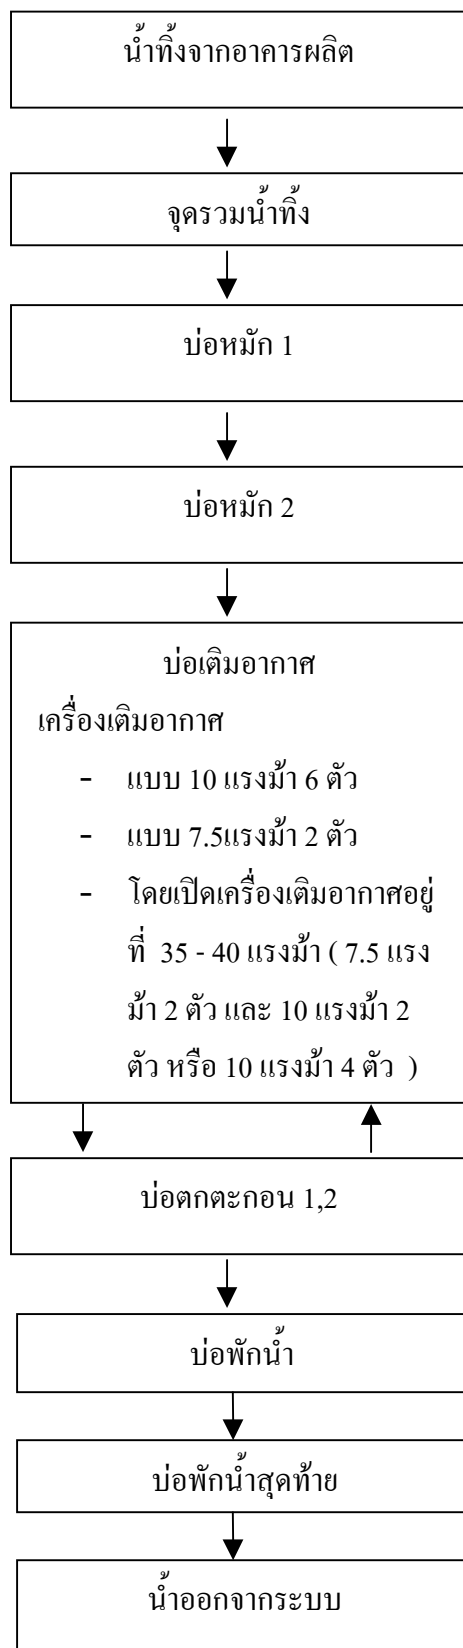 น้ำทิ้งจากอาคารผลิต
จุดรวมน้ำทิ้ง
บ่อหมัก 1
บ่อหมัก 2
บ่อเติมอากาศ
เครื่องเติมอากาศ
- แบบ 10 แรงม้า 6 ตัว
- แบบ 7.5แรงม้า 2 ตัว
- โดยเปิดเครื่องเติมอากาศอยู่
ที่ 35 - 40 แรงม้า ( 7.5 แรง
ม้า 2 ตัว และ 10 แรงม้า 2
ตัว หรือ 10 แรงม้า 4 ตัว )
บ่อตกตะกอน 1,2
บ่อพักน้ำ
บ่อพักน้ำสุดท้าย
น้ำออกจากระบบ